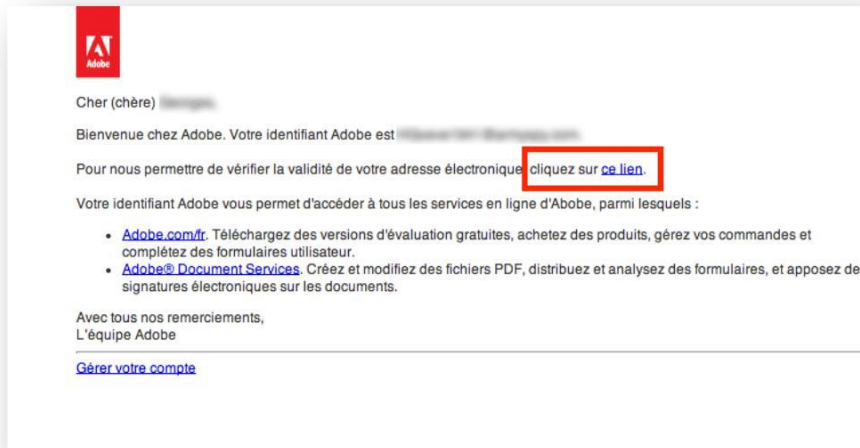 Adobe
Cher (chère)
Bienvenue chez Adobe. Votre identifiant Adobe est
Pour nous permettre de vérifier la validité de votre adresse électronique cliquez sur ce lien.
Votre identifiant Adobe vous permet d'accéder à tous les services en ligne d'Abobe, parmi lesquels :
• Adobe.com/fr. Téléchargez des versions d'évaluation gratuites, achetez des produits, gérez vos commandes et
complétez des formulaires utilisateur.
• Adobe® Document Services. Créez et modifiez des fichiers PDF, distribuez et analysez des formulaires, et apposez de
signatures électroniques sur les documents.
Avec tous nos remerciements,
L'équipe Adobe
Gérer votre compte